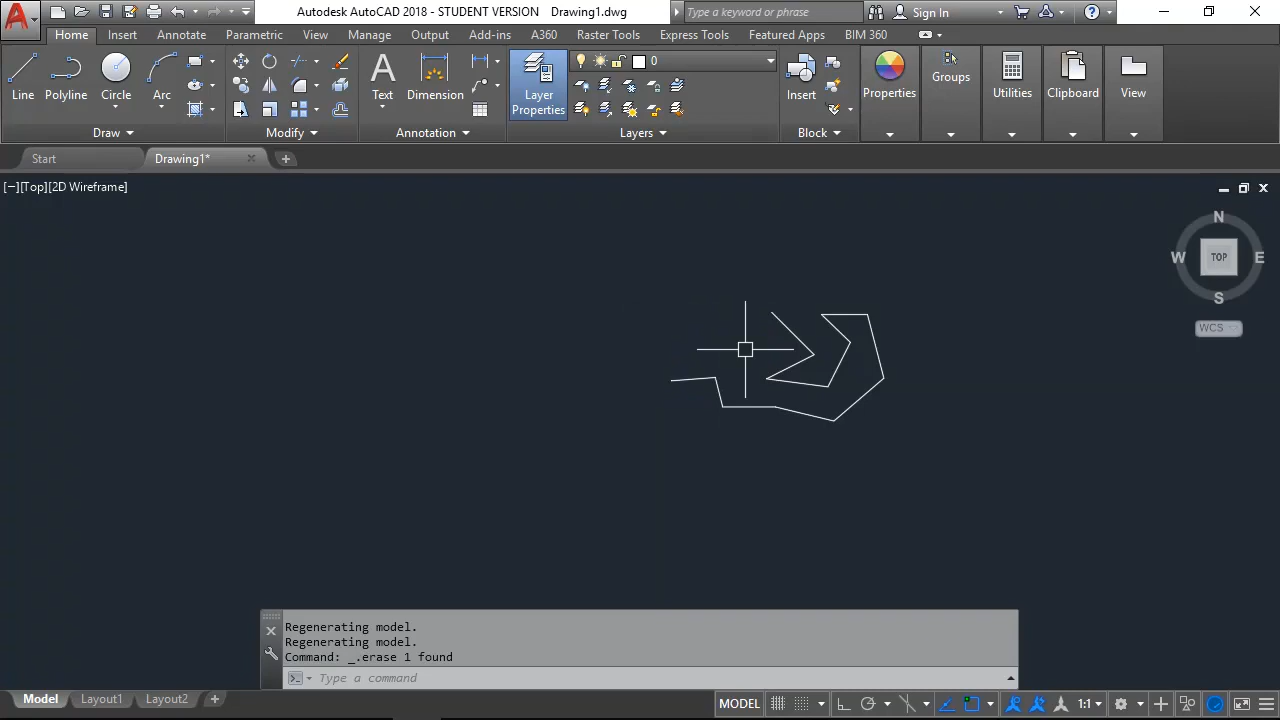 Autodesk AutoCAD 2018 - STUDENT VERSION Drawing1.dwg
Type a keyword or phrase
Sign In
Home Insert Annotate Parametric View Manage Output Add-ins A360 Raster Tools Express Tools Featured Apps BIM 360
Line Polyline Circle Arc
Text Dimension
Layer Properties
0
Insert
Properties
Groups
Utilities
Clipboard
View
Draw Modify Annotation Layers Block
Start Drawing1*
[−][Top][2D Wireframe]
N
W TOP E
S
WCS
Regenerating model.
Regenerating model.
Command: _.erase 1 found
Type a command
Model Layout1 Layout2
MODEL 1:1